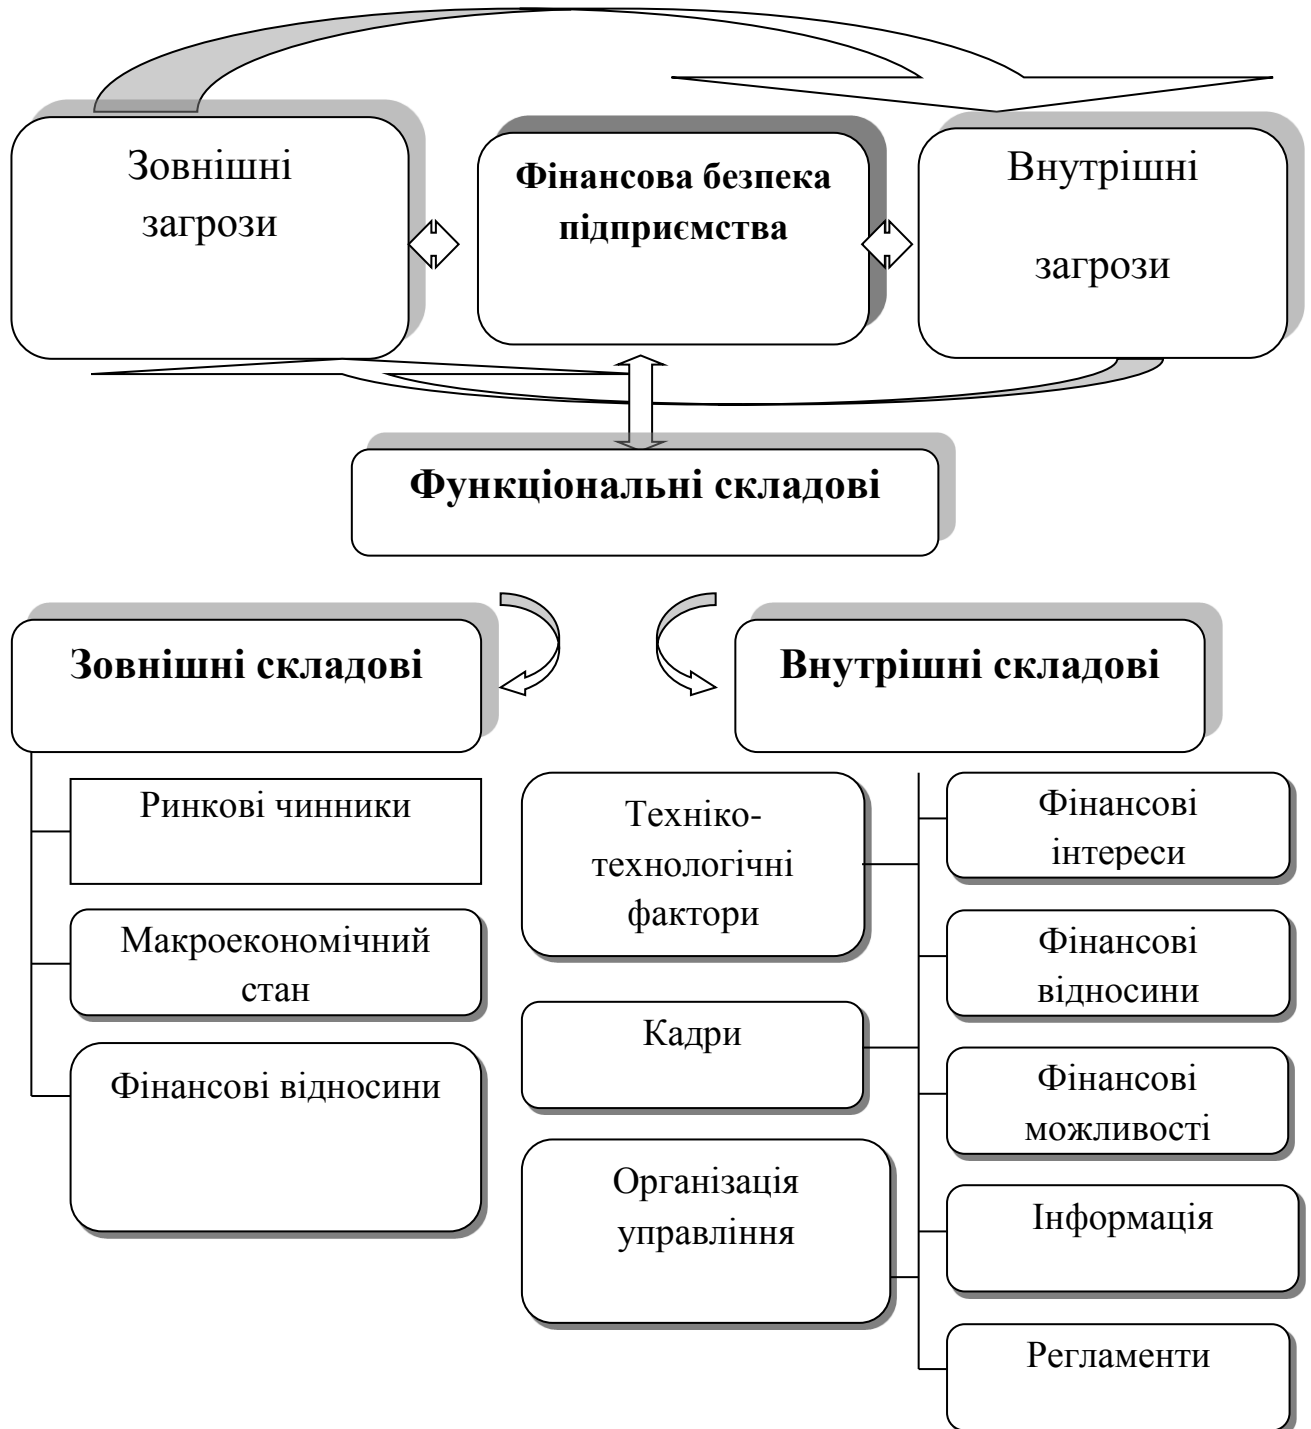 Зовнішні
загрози
Фінансова безпека
підприємства
Внутрішні
загрози
Функціональні складові
Зовнішні складові
Внутрішні складові
Ринкові чинники
Макроекономічний
стан
Фінансові відносини
Техніко-
технологічні
фактори
Кадри
Організація
управління
Фінансові
інтереси
Фінансові
відносини
Фінансові
можливості
Інформація
Регламенти